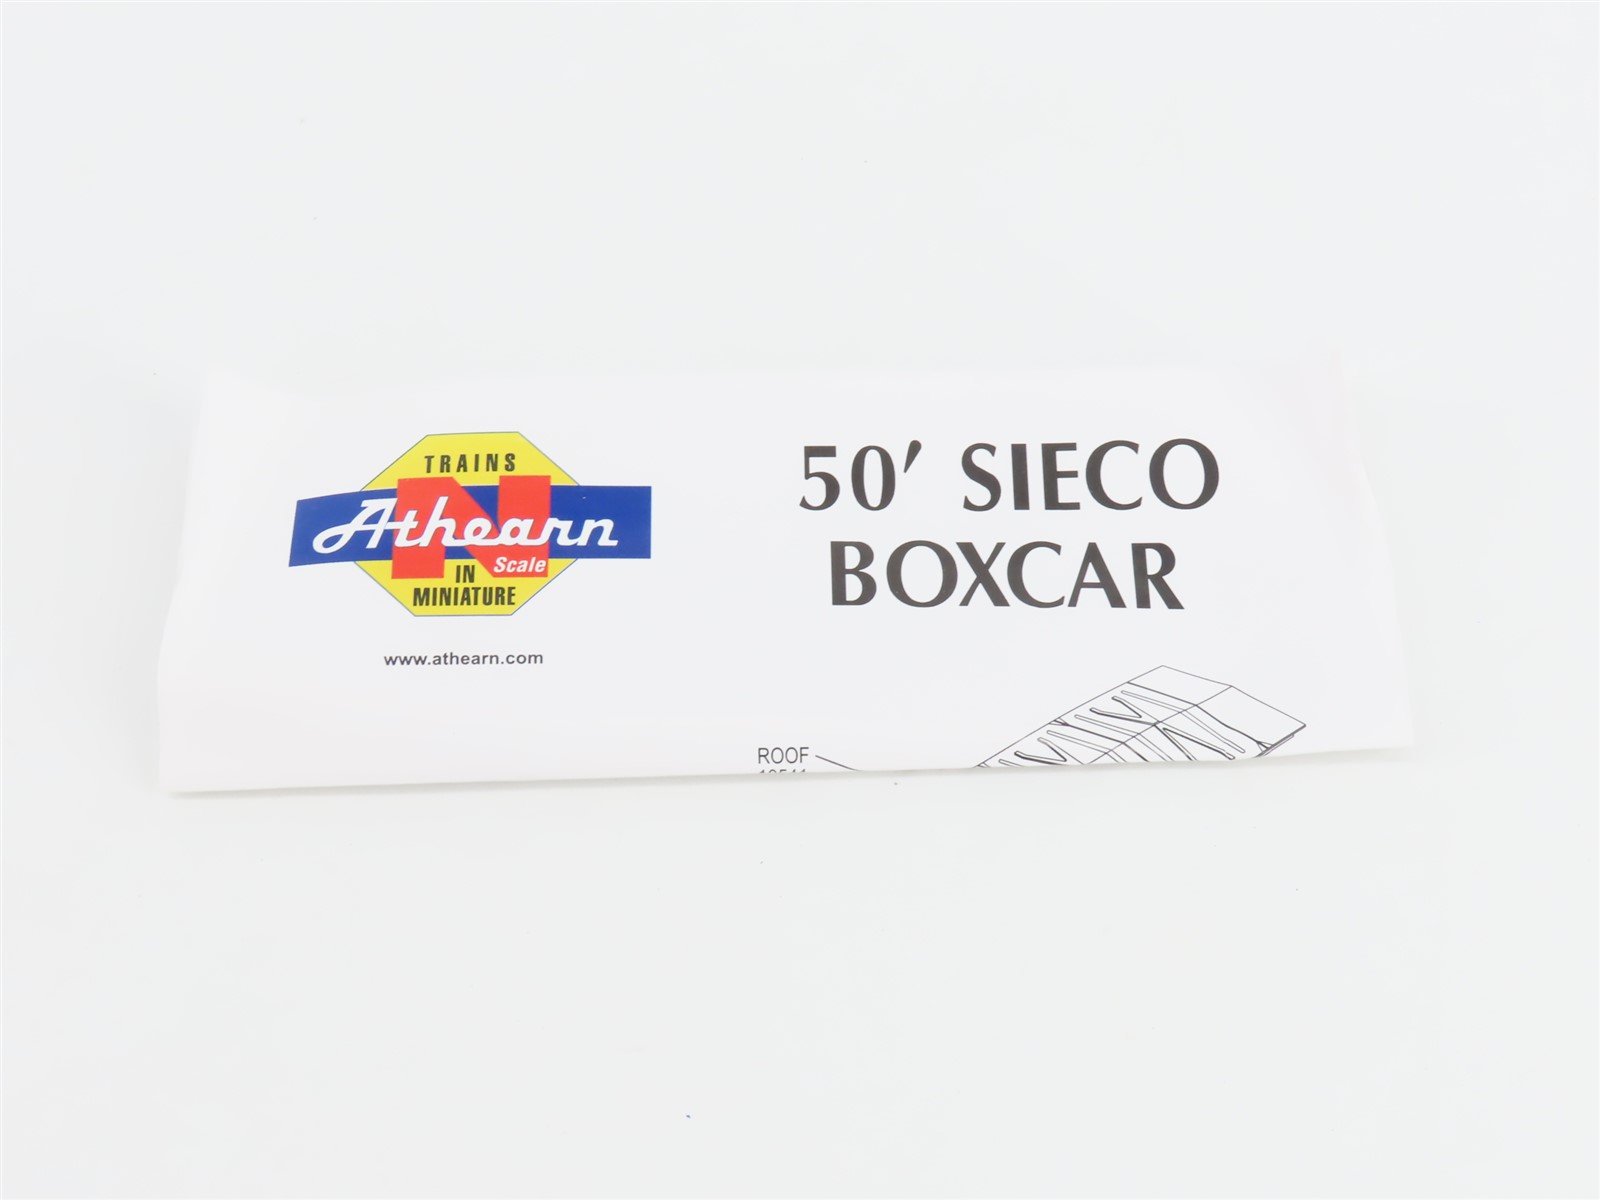 TRAINS
Athearn
N
Scale
IN
MINIATURE
www.athearn.com
50′ SIECO
BOXCAR
ROOF